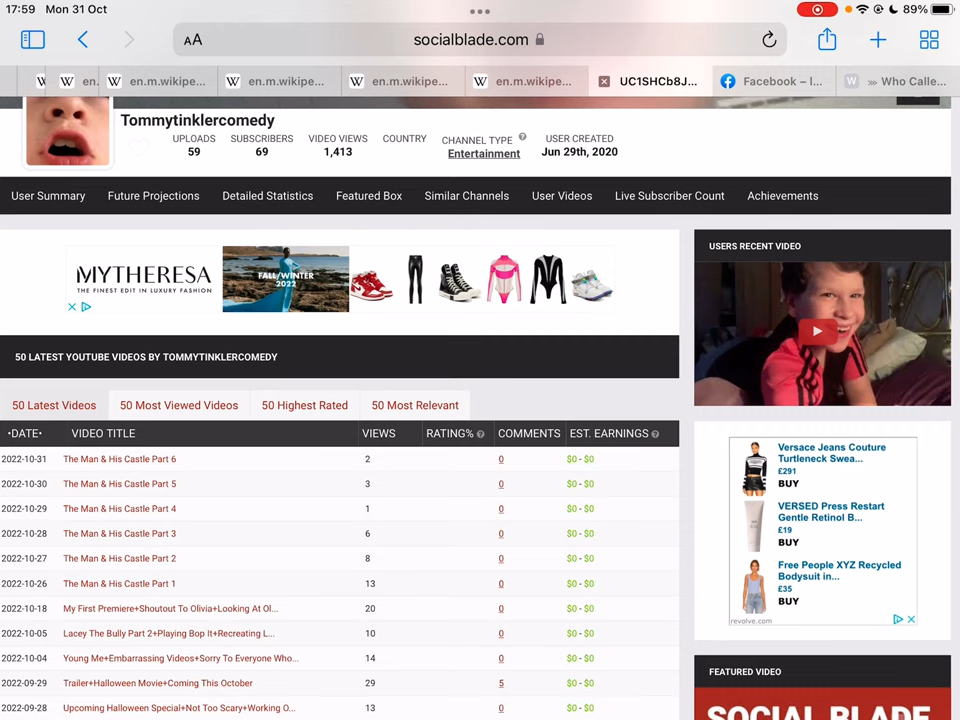 17:59 Mon 31 Oct 89%
AA socialblade.com
W W en. W en.m.wikipe... W en.m.wikipe... W en.m.wikipe... W en.m.wikipe... UC1SHCb8J... Facebook – l... W »» Who Calle...
Tommytinklercomedy
UPLOADS SUBSCRIBERS VIDEO VIEWS COUNTRY CHANNEL TYPE USER CREATED
59 69 1,413 Entertainment Jun 29th, 2020
User Summary Future Projections Detailed Statistics Featured Box Similar Channels User Videos Live Subscriber Count Achievements
MYTHERESA
THE FINEST EDIT IN LUXURY FASHION
FALL/WINTER
2022
USERS RECENT VIDEO
50 LATEST YOUTUBE VIDEOS BY TOMMYTINKLERCOMEDY
50 Latest Videos 50 Most Viewed Videos 50 Highest Rated 50 Most Relevant
•DATE• VIDEO TITLE VIEWS RATING% COMMENTS EST. EARNINGS
2022-10-31 The Man & His Castle Part 6 2 0 $0 - $0
2022-10-30 The Man & His Castle Part 5 3 0 $0 - $0
2022-10-29 The Man & His Castle Part 4 1 0 $0 - $0
2022-10-28 The Man & His Castle Part 3 6 0 $0 - $0
2022-10-27 The Man & His Castle Part 2 8 0 $0 - $0
2022-10-26 The Man & His Castle Part 1 13 0 $0 - $0
2022-10-18 My First Premiere+Shoutout To Olivia+Looking At Ol... 20 0 $0 - $0
2022-10-05 Lacey The Bully Part 2+Playing Bop It+Recreating L... 10 0 $0 - $0
2022-10-04 Young Me+Embarrassing Videos+Sorry To Everyone Who... 14 0 $0 - $0
2022-09-29 Trailer+Halloween Movie+Coming This October 29 5 $0 - $0
2022-09-28 Upcoming Halloween Special+Not Too Scary+Working O... 13 0 $0 - $0
Versace Jeans Couture
Turtleneck Swea...
£291
BUY
VERSED Press Restart
Gentle Retinol B...
£19
BUY
Free People XYZ Recycled
Bodysuit in...
£35
BUY
revolve.com
FEATURED VIDEO
SOCIAL BLADE